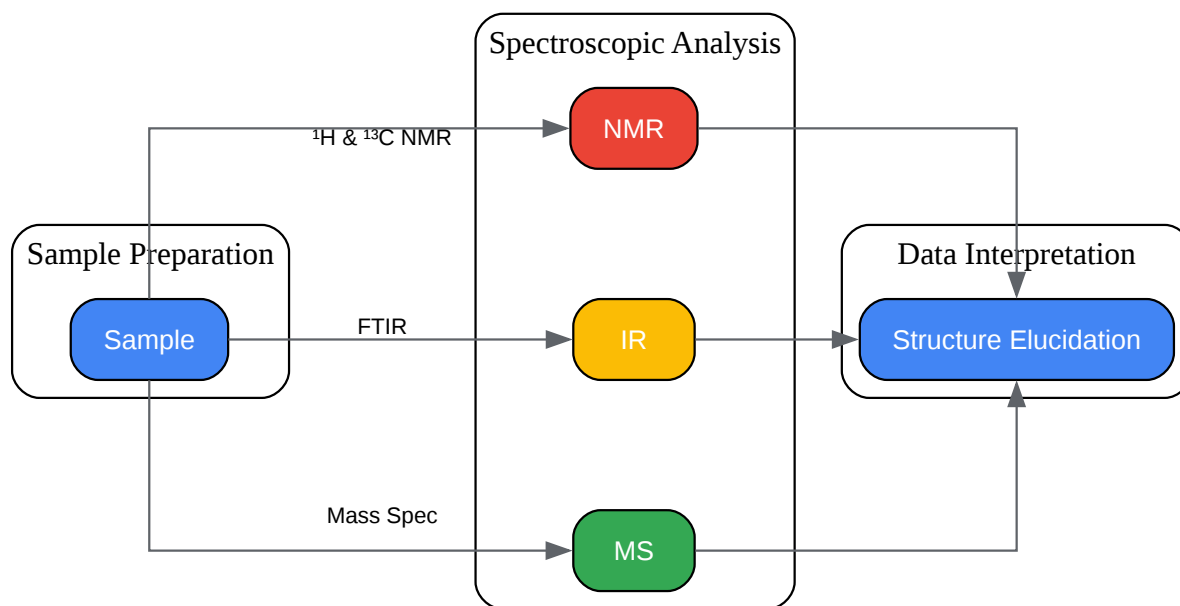 Spectroscopic Analysis
NMR
¹H & ¹³C NMR
Sample Preparation
Data Interpretation
Sample
FTIR
IR
Structure Elucidation
Mass Spec
MS